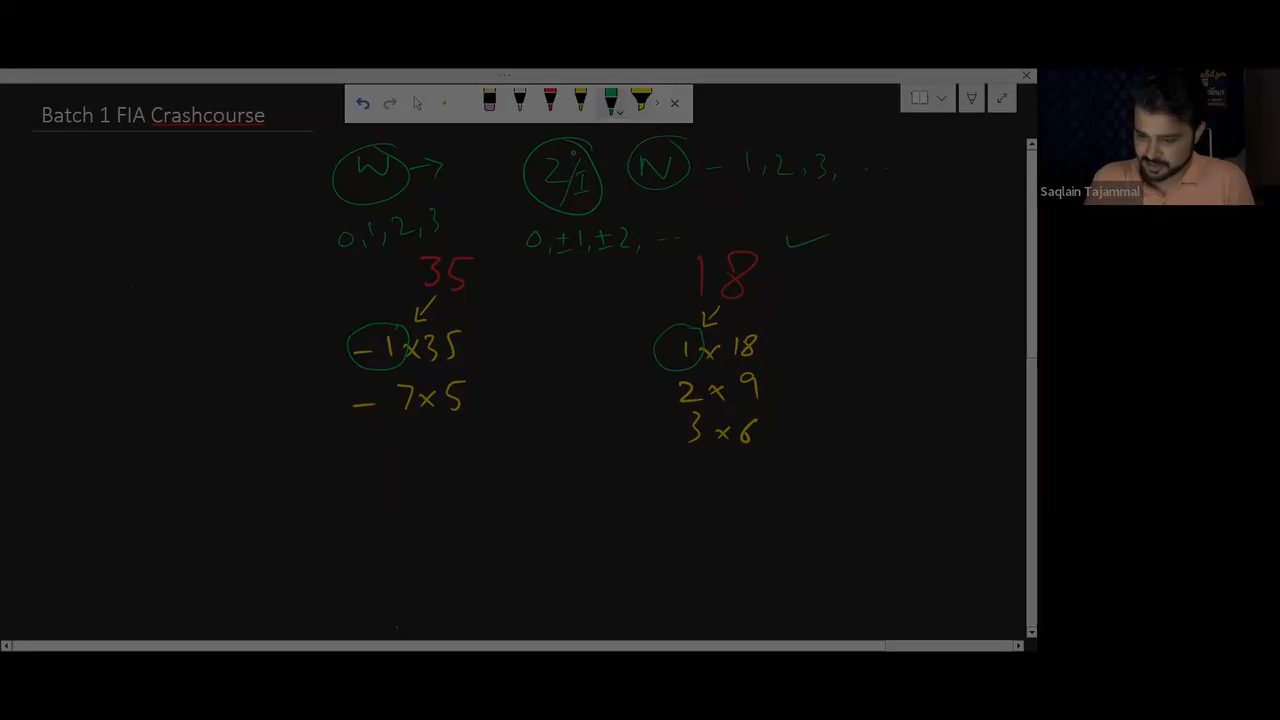 Batch 1 FIA Crashcourse
W →
Z/I
N - 1, 2, 3, ...
0, 1, 2, 3
0, ±1, ±2, ...
35
18
- 1 x 35
- 7 x 5
1 x 18
2 x 9
3 x 6
Saqlain Tajammal